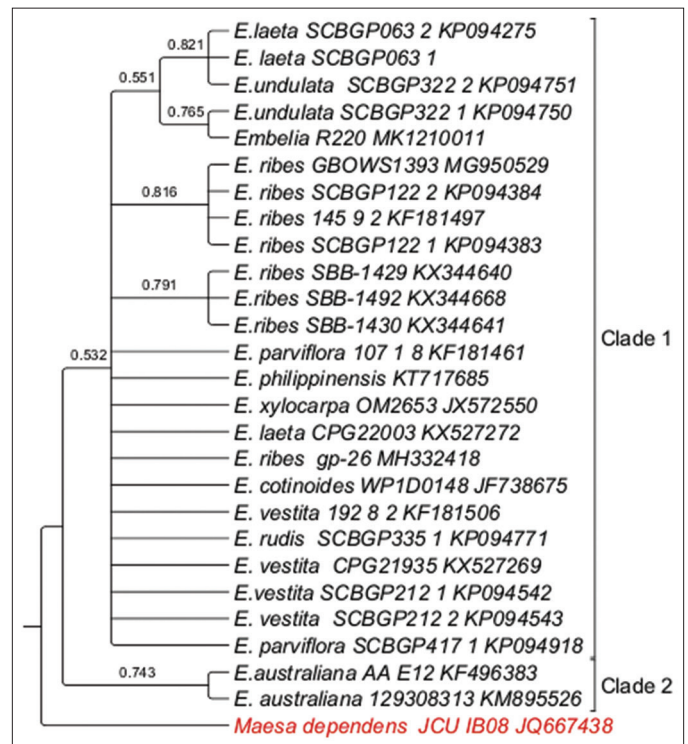 E.laeta SCBGP063 2 KP094275
0.821
E. laeta SCBGP063 1
0.551
E.undulata SCBGP322 2 KP094751
0.765
E.undulata SCBGP322 1 KP094750
Embelia R220 MK1210011
E. ribes GBOWS1393 MG950529
0.816
E. ribes SCBGP122 2 KP094384
E. ribes 145 9 2 KF181497
E. ribes SCBGP122 1 KP094383
E. ribes SBB-1429 KX344640
0.791
E.ribes SBB-1492 KX344668
E.ribes SBB-1430 KX344641
Clade 1
0.532
E. parviflora 107 1 8 KF181461
E. philippinensis KT717685
E. xylocarpa OM2653 JX572550
E. laeta CPG22003 KX527272
E. ribes gp-26 MH332418
E. cotinoides WP1D0148 JF738675
E. vestita 192 8 2 KF181506
E. rudis SCBGP335 1 KP094771
E. vestita CPG21935 KX527269
E.vestita SCBGP212 1 KP094542
E. vestita SCBGP212 2 KP094543
E. parviflora SCBGP417 1 KP094918
0.743
E.australiana AA E12 KF496383
Clade 2
E. australiana 129308313 KM895526
Maesa dependens JCU IB08 JQ667438